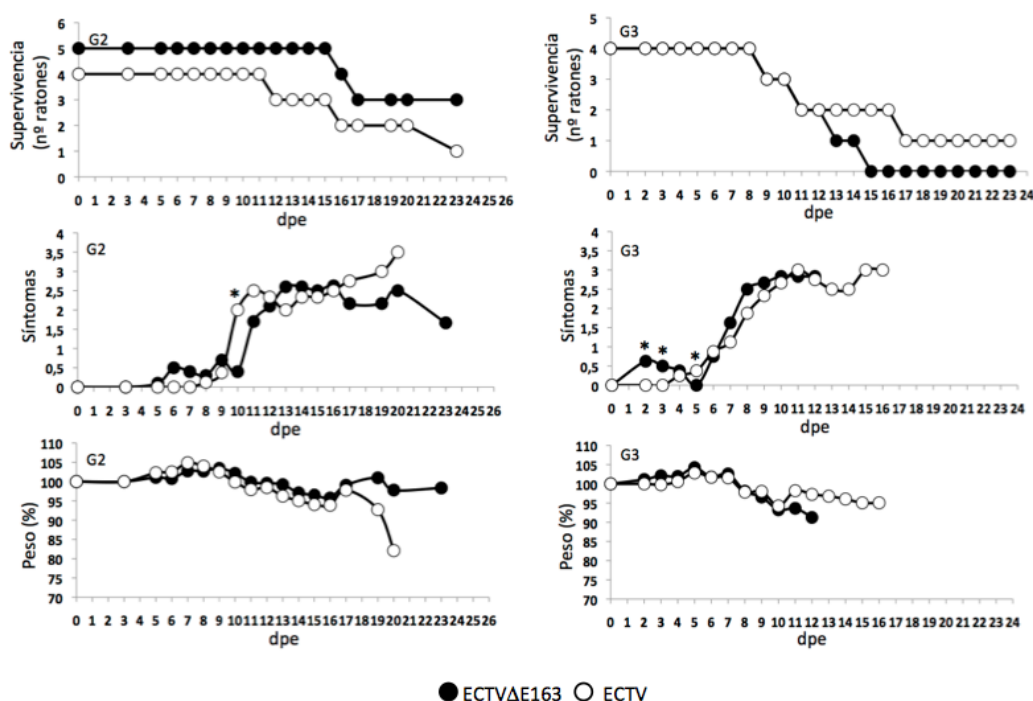 6
5
4
3
2
1
0
Supervivencia
(nº ratones)
G2
0 1 2 3 4 5 6 7 8 9 10 11 12 13 14 15 16 17 18 19 20 21 22 23 24 25 26
dpe
5
4
3
2
1
0
Supervivencia
(nº ratones)
G3
0 1 2 3 4 5 6 7 8 9 10 11 12 13 14 15 16 17 18 19 20 21 22 23 24
dpe
4
3,5
3
2,5
2
1,5
1
0,5
0
Síntomas
G2
*
0 1 2 3 4 5 6 7 8 9 10 11 12 13 14 15 16 17 18 19 20 21 22 23 24 25 26
dpe
4
3,5
3
2,5
2
1,5
1
0,5
0
Síntomas
G3
* * *
0 1 2 3 4 5 6 7 8 9 10 11 12 13 14 15 16 17 18 19 20 21 22 23 24
dpe
110
105
100
95
90
85
80
75
70
Peso (%)
G2
0 1 2 3 4 5 6 7 8 9 10 11 12 13 14 15 16 17 18 19 20 21 22 23 24 25 26
dpe
110
105
100
95
90
85
80
75
70
Peso (%)
G3
0 1 2 3 4 5 6 7 8 9 10 11 12 13 14 15 16 17 18 19 20 21 22 23 24
dpe
ECTVΔE163 ECTV